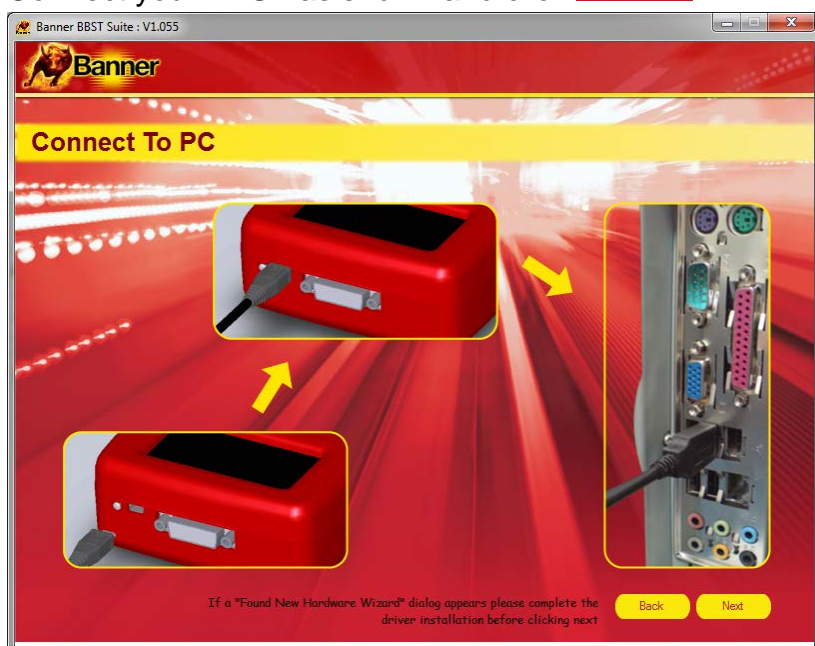 Banner BBST Suite : V1.055
Banner
Connect To PC
If a "Found New Hardware Wizard" dialog appears please complete the
driver installation before clicking next
Back
Next